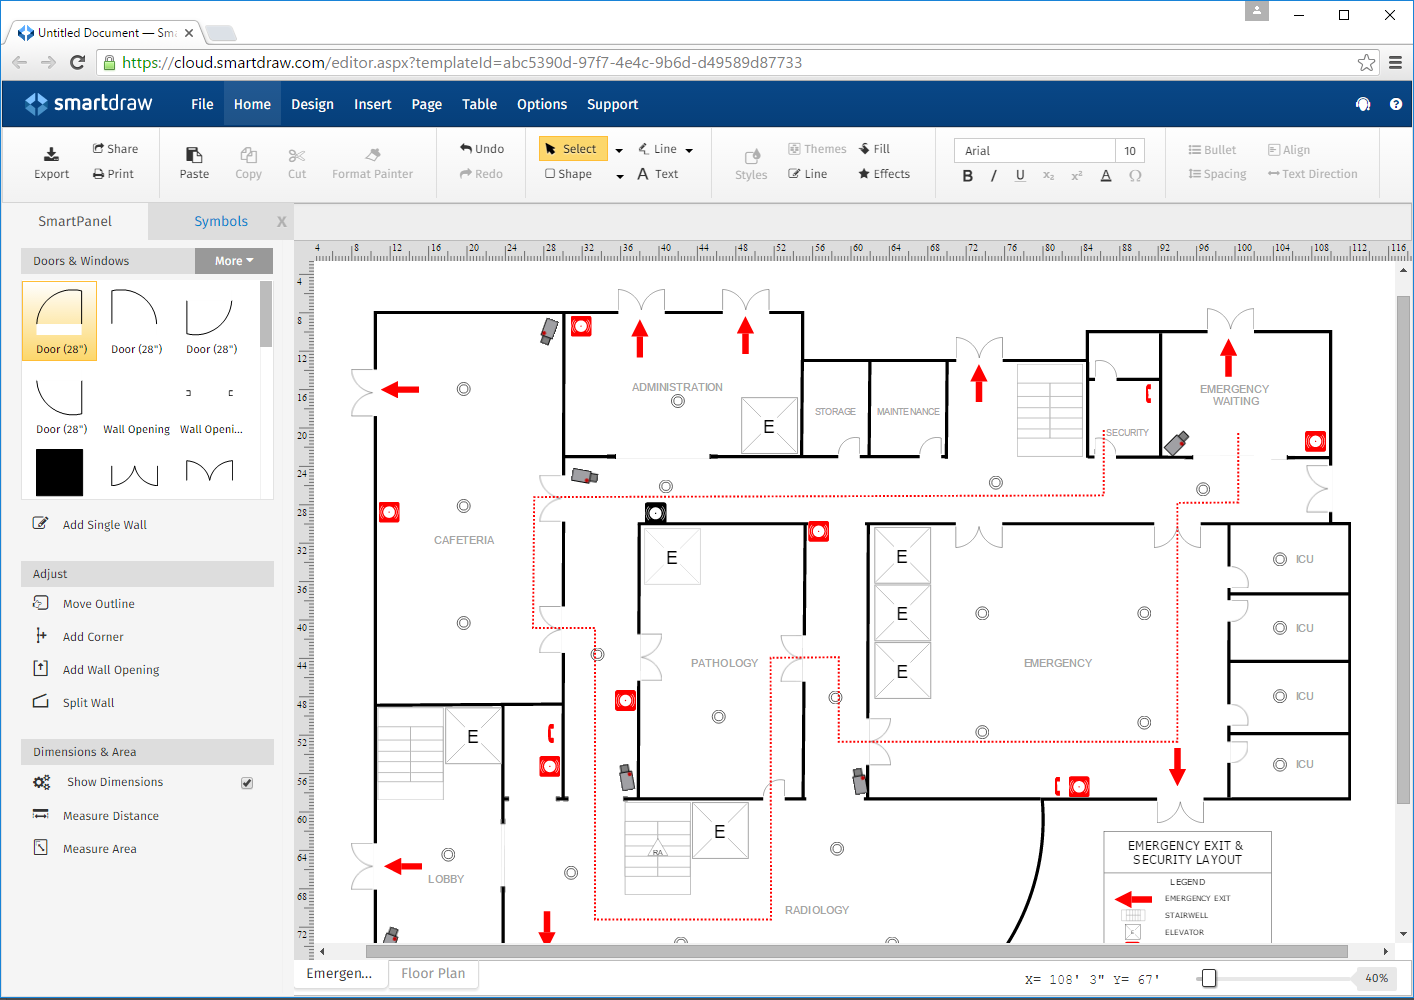 Untitled Document — Sm
https://cloud.smartdraw.com/editor.aspx?templateId=abc5390d-97f7-4e4c-9b6d-d49589d87733
smartdraw File Home Design Insert Page Table Options Support
Export Share Print Paste Copy Cut Format Painter Undo Redo Select Shape Line Text Styles Themes Line Fill Effects Arial 10 B I U x₂ x² A Ω Bullet Spacing Align Text Direction
SmartPanel Symbols X
4 8 12 16 20 24 28 32 36 40 44 48 52 56 60 64 68 72 76 80 84 88 92 96 100 104 108 112 116
Doors & Windows More
Door (28") Door (28") Door (28")
Door (28") Wall Opening Wall Openi...
Add Single Wall
Adjust
Move Outline
Add Corner
Add Wall Opening
Split Wall
Dimensions & Area
Show Dimensions
Measure Distance
Measure Area
4
8
12
16
20
24
28
32
36
40
44
48
52
56
60
64
68
72
ADMINISTRATION
E
STORAGE
MAINTENANCE
SECURITY
EMERGENCY
WAITING
CAFETERIA
E
PATHOLOGY
E
E
E
EMERGENCY
ICU
ICU
ICU
ICU
E
E
RA
LOBBY
RADIOLOGY
EMERGENCY EXIT &
SECURITY LAYOUT
LEGEND
EMERGENCY EXIT
STAIRWELL
E ELEVATOR
Emergen... Floor Plan
X= 108' 3" Y= 67'
40%